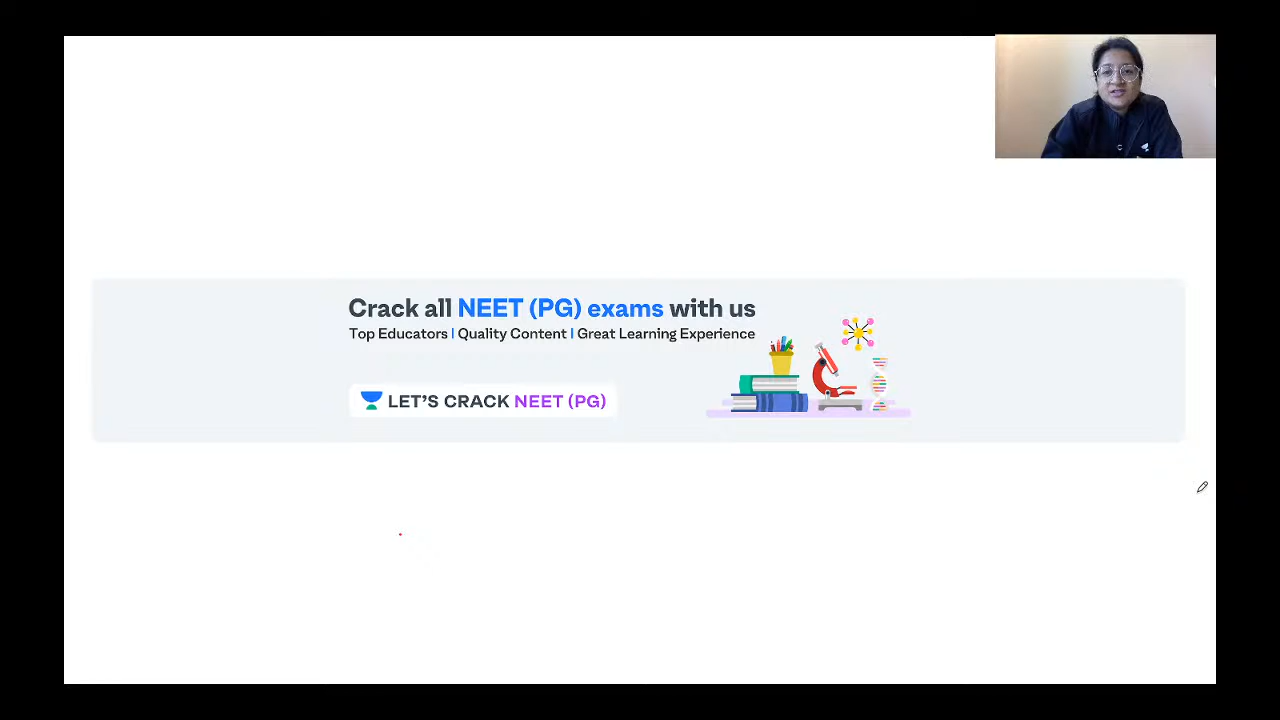 Crack all NEET (PG) exams with us
Top Educators | Quality Content | Great Learning Experience
LET'S CRACK NEET (PG)